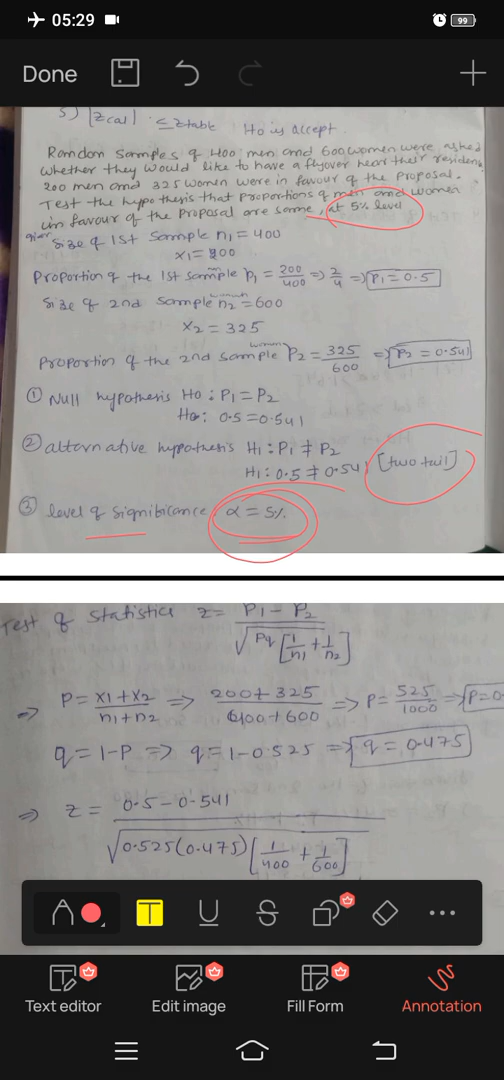 05:29
99
Done
5) |Zcal| ≤ Ztable Ho is accept.
Romdom samples of 400 men and 600 women were asked
whether they would like to have a flyover near their residenc
200 men and 325 women were in favour of the proposal.
Test the hypothesis that proportions of men and women
im favour of the proposal are same, at 5% level
given
Size of 1st sample n1 = 400
x1 = 200
men
Proportion of the 1st sample P1 = 200/400 => 2/4 => P1 = 0.5
women
Size of 2nd sample n2 = 600
x2 = 325
women
Proportion of the 2nd sample P2 = 325/600 => P2 = 0.541
① Null hypothesis Ho : P1 = P2
Ho : 0.5 = 0.541
② alternative hypothesis H1 : P1 ≠ P2
H1 : 0.5 ≠ 0.541 [two tail]
③ level of significance α = 5%
Test of statistics z = P1 - P2 / √Pq [1/n1 + 1/n2]
=> P = x1 + x2 / n1 + n2 => 200 + 325 / 400 + 600 => P = 525/1000 => P = 0.
q = 1 - P => q = 1 - 0.525 => q = 0.475
=> z = 0.5 - 0.541 / √0.525(0.475) [1/400 + 1/600]
Text editor
Edit image
Fill Form
Annotation